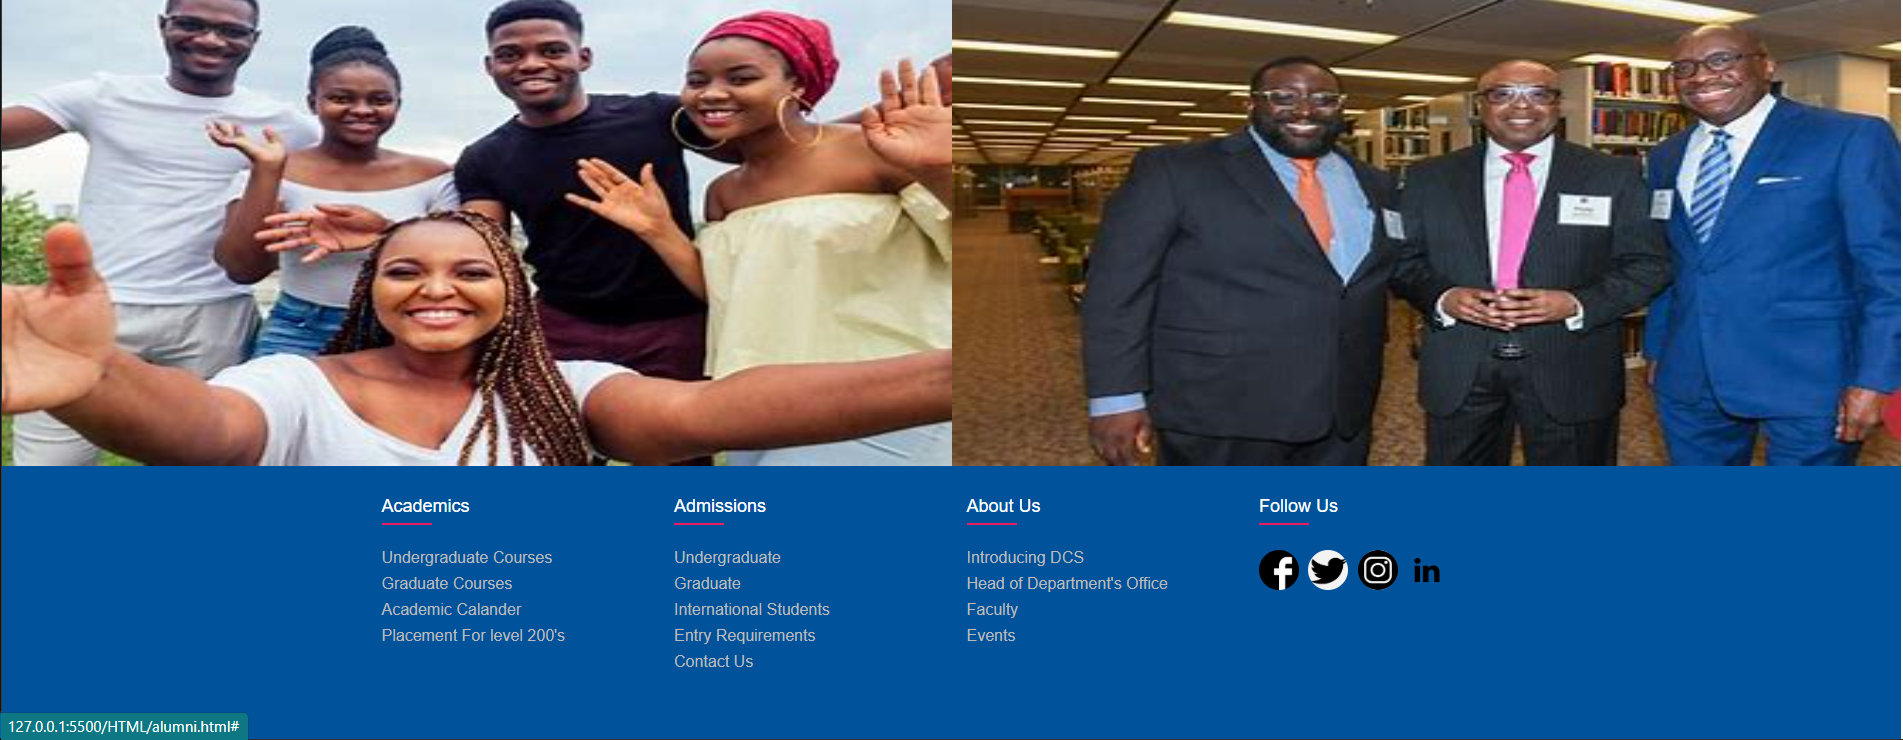 Academics
Undergraduate Courses
Graduate Courses
Academic Calander
Placement For level 200's
Admissions
Undergraduate
Graduate
International Students
Entry Requirements
Contact Us
About Us
Introducing DCS
Head of Department's Office
Faculty
Events
Follow Us
in
127.0.0.1:5500/HTML/alumni.html#